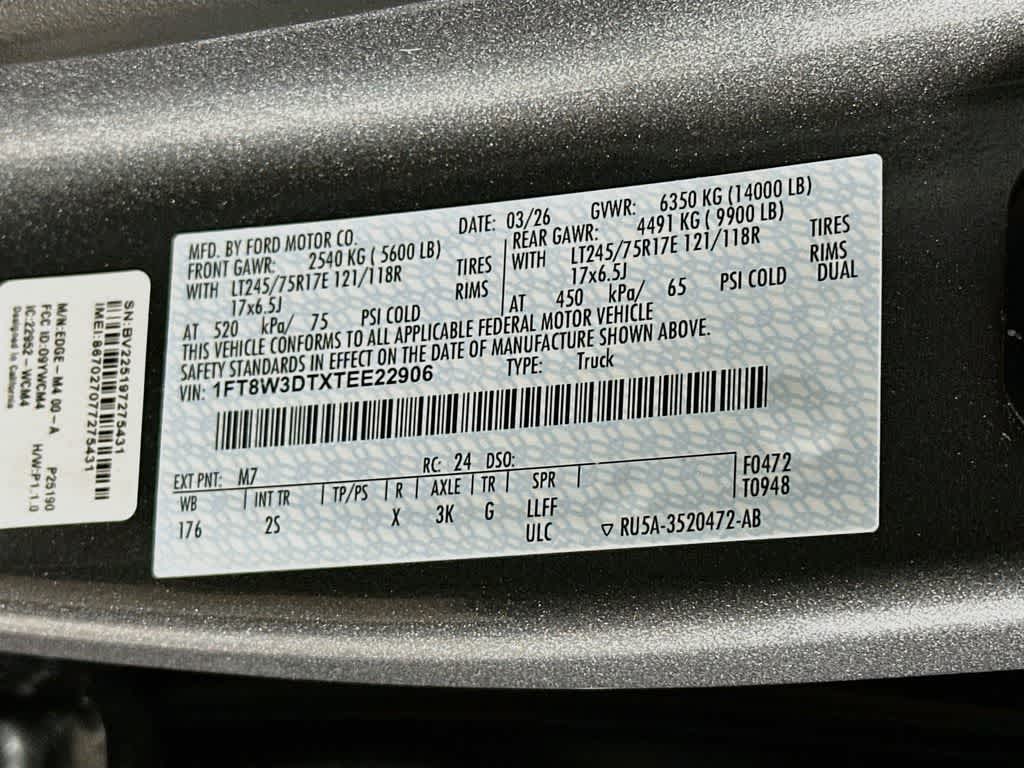 MFD. BY FORD MOTOR CO.
DATE: 03/26
GVWR: 6350 KG (14000 LB)
FRONT GAWR: 2540 KG ( 5600 LB)
WITH LT245/75R17E 121/118R TIRES
17x6.5J RIMS
AT 520 kPa/ 75 PSI COLD
REAR GAWR: 4491 KG ( 9900 LB)
WITH LT245/75R17E 121/118R TIRES
17x6.5J RIMS
AT 450 kPa/ 65 PSI COLD DUAL
THIS VEHICLE CONFORMS TO ALL APPLICABLE FEDERAL MOTOR VEHICLE
SAFETY STANDARDS IN EFFECT ON THE DATE OF MANUFACTURE SHOWN ABOVE.
VIN: 1FT8W3DTXTEE22906 TYPE: Truck
EXT PNT: M7 RC: 24 DSO: F0472
WB INT TR TP/PS R AXLE TR SPR T0948
176 2S X 3K G LLFF
ULC ▽ RU5A-3520472-AB
SN:BV225197275431
IMEI:867027077275431
M/N:EDGE-M4 00-A P25190
FCC ID:O9YWCM4 H/W:P1.1.0
IC:22952-WCM4
Designed in California